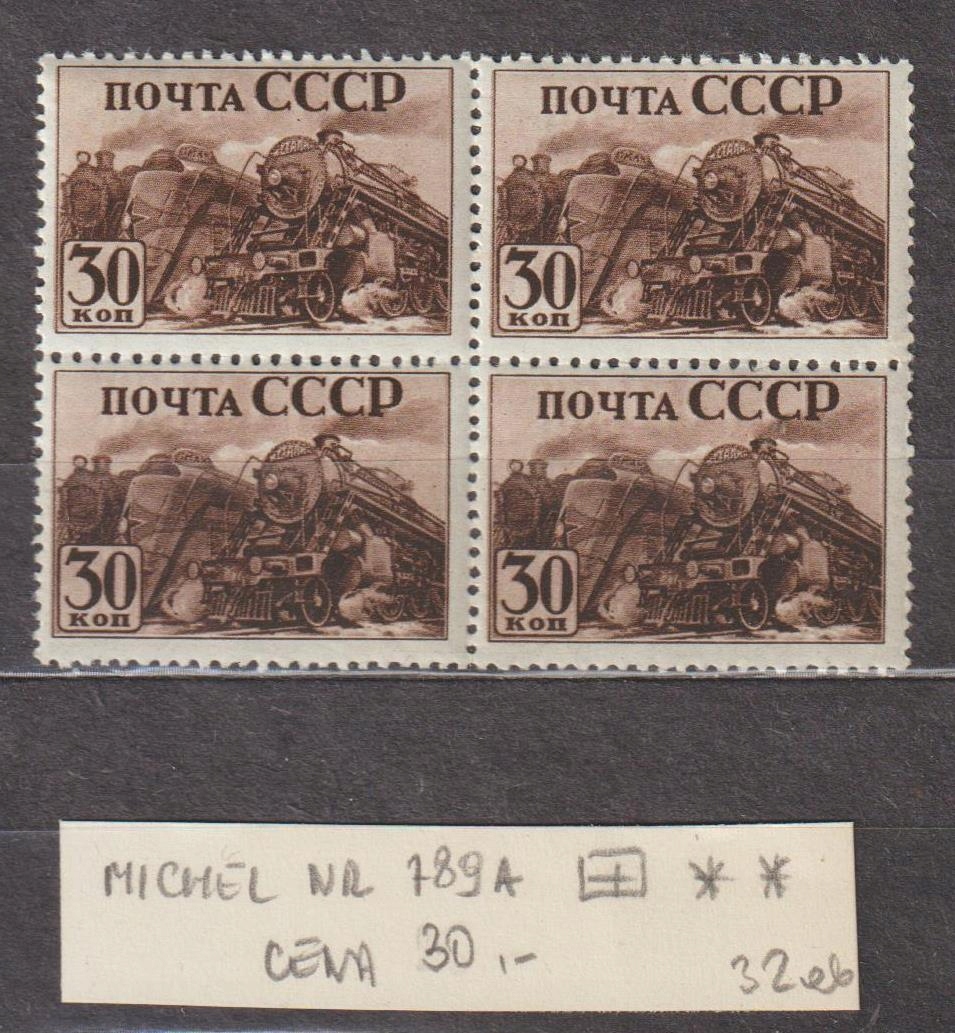 ПОЧТА СССР
30
КОП
ПОЧТА СССР
30
КОП
ПОЧТА СССР
30
КОП
ПОЧТА СССР
30
КОП
MICHEL NR 789A ⊞ * *
CENA 30,-